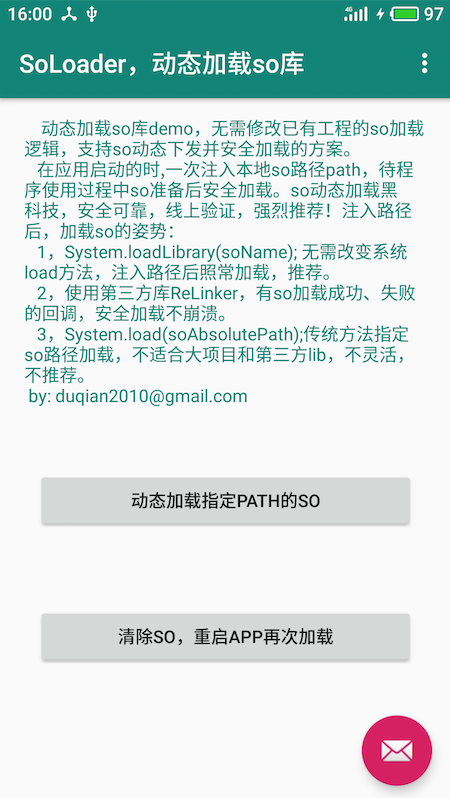 16:00
4G
97
SoLoader，动态加载so库
动态加载so库demo，无需修改已有工程的so加载
逻辑，支持so动态下发并安全加载的方案。
在应用启动的时,一次注入本地so路径path，待程
序使用过程中so准备后安全加载。so动态加载黑
科技，安全可靠，线上验证，强烈推荐！注入路径
后，加载so的姿势：
1，System.loadLibrary(soName); 无需改变系统
load方法，注入路径后照常加载，推荐。
2，使用第三方库ReLinker，有so加载成功、失败
的回调，安全加载不崩溃。
3，System.load(soAbsolutePath);传统方法指定
so路径加载，不适合大项目和第三方lib，不灵活，
不推荐。
by: duqian2010@gmail.com
动态加载指定PATH的SO
清除SO，重启APP再次加载